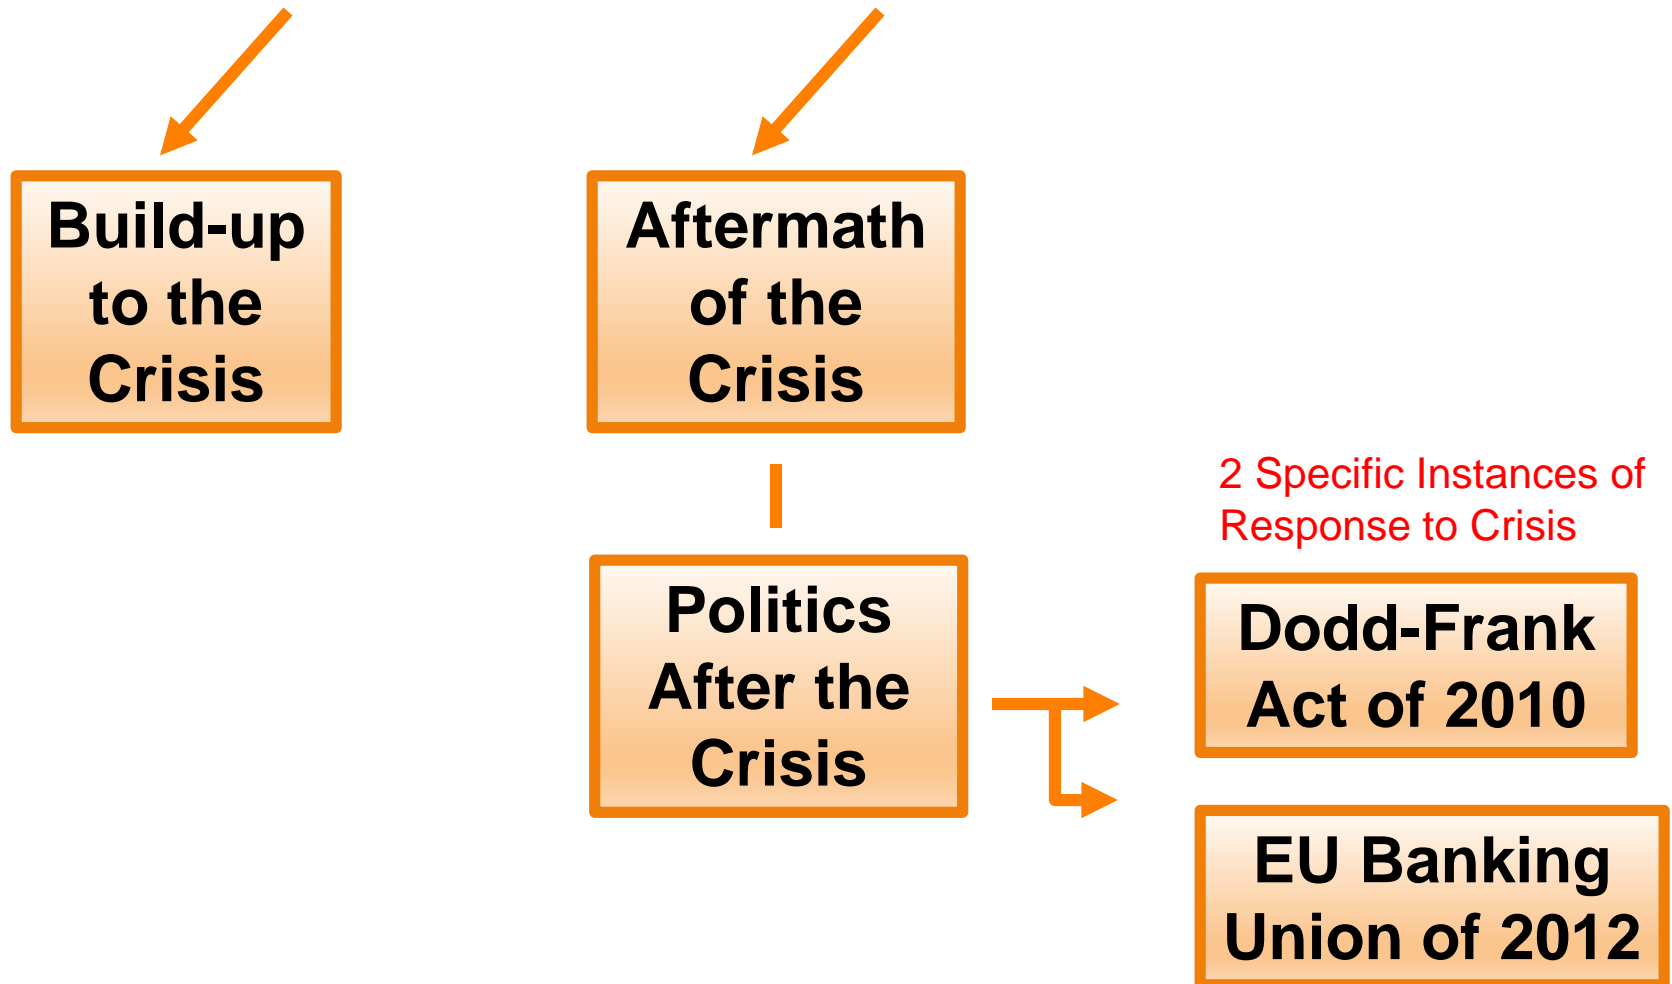 Build-up
to the
Crisis
Aftermath
of the
Crisis
2 Specific Instances of
Response to Crisis
Politics
After the
Crisis
Dodd-Frank
Act of 2010
EU Banking
Union of 2012